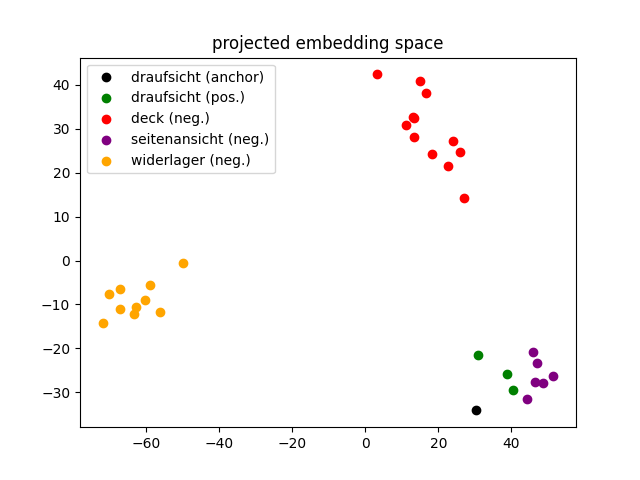 projected embedding space
draufsicht (anchor)
draufsicht (pos.)
deck (neg.)
seitenansicht (neg.)
widerlager (neg.)
40
30
20
10
0
−10
−20
−30
−60 −40 −20 0 20 40